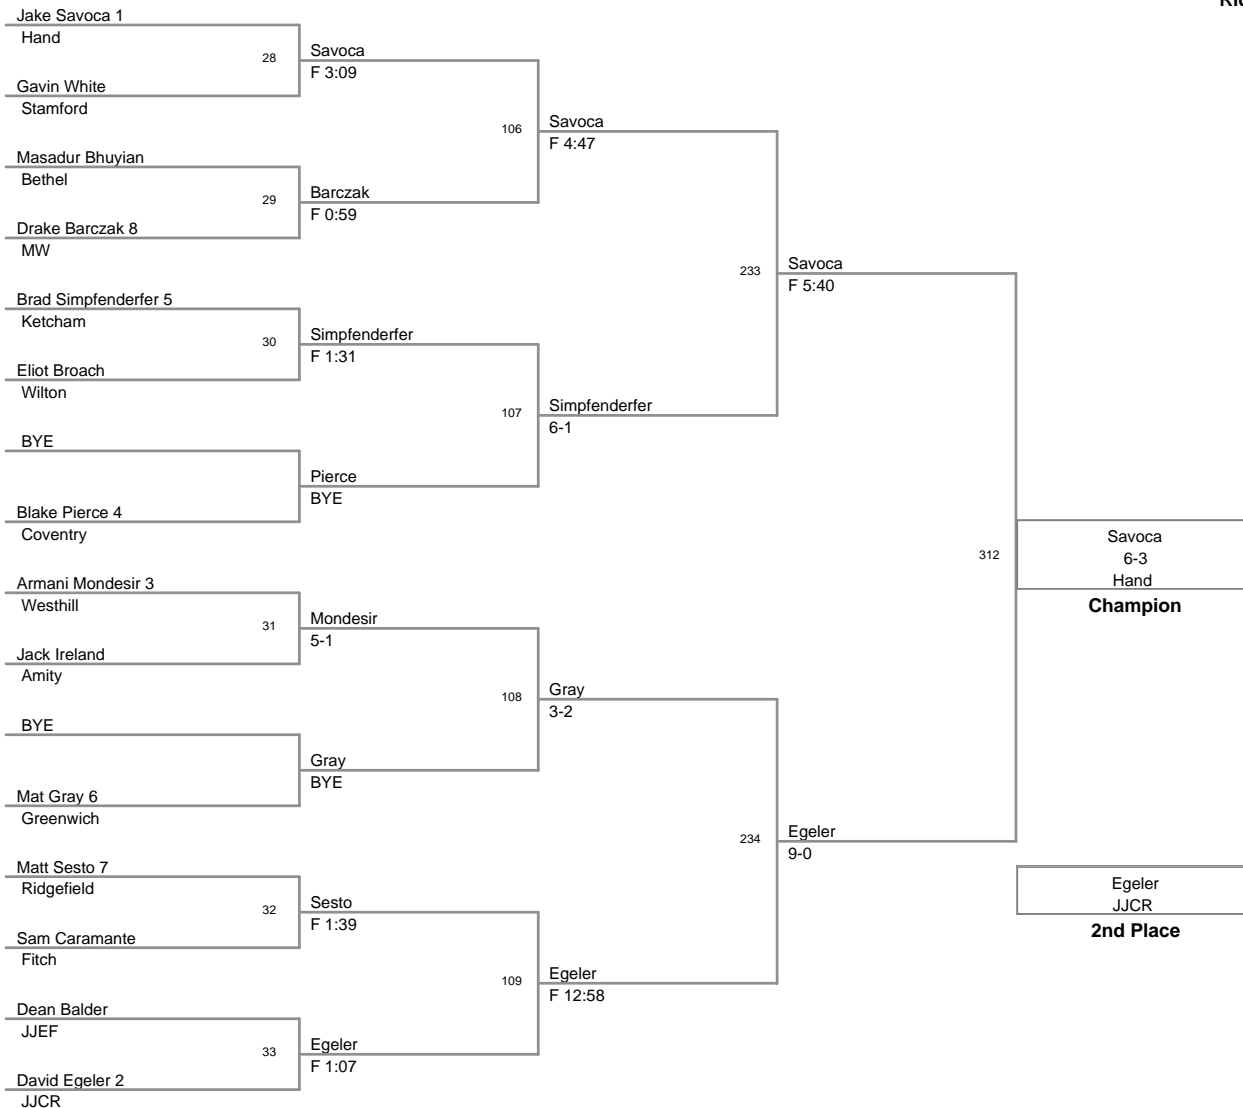 Jake Savoca 1
Hand
28
Savoca
F 3:09
Gavin White
Stamford
106
Savoca
F 4:47
Masadur Bhuyian
Bethel
29
Barczak
F 0:59
Drake Barczak 8
MW
233
Savoca
F 5:40
Brad Simpfenderfer 5
Ketcham
30
Simpfenderfer
F 1:31
Eliot Broach
Wilton
107
Simpfenderfer
6-1
BYE
Pierce
BYE
Blake Pierce 4
Coventry
312
Savoca
6-3
Hand
Champion
Armani Mondesir 3
Westhill
31
Mondesir
5-1
Jack Ireland
Amity
108
Gray
3-2
BYE
Gray
BYE
Mat Gray 6
Greenwich
234
Egeler
9-0
Matt Sesto 7
Ridgefield
32
Sesto
F 1:39
Egeler
JJCR
2nd Place
Sam Caramante
Fitch
109
Egeler
F 12:58
Dean Balder
JJEF
33
Egeler
F 1:07
David Egeler 2
JJCR